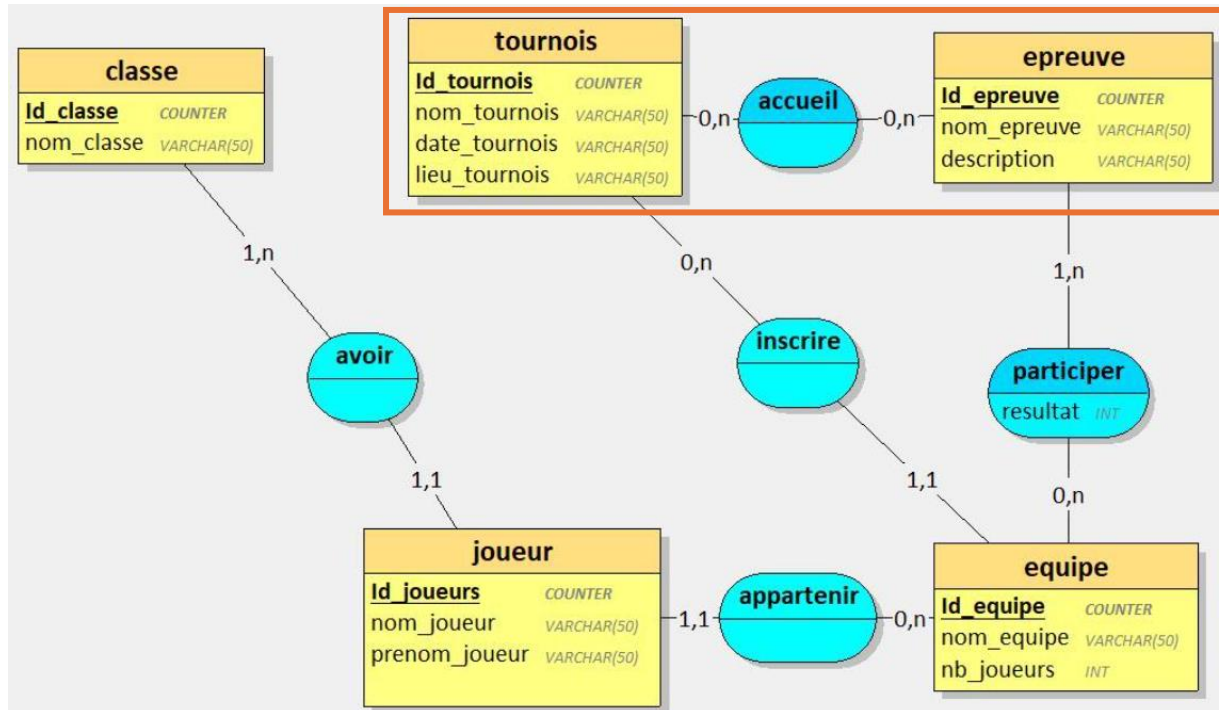 classe
Id_classe COUNTER
nom_classe VARCHAR(50)
tournois
Id_tournois COUNTER
nom_tournois VARCHAR(50)
date_tournois VARCHAR(50)
lieu_tournois VARCHAR(50)
0,n
accueil
0,n
epreuve
Id_epreuve COUNTER
nom_epreuve VARCHAR(50)
description VARCHAR(50)
1,n
0,n
1,n
avoir
inscrire
participer
resultat INT
1,1
1,1
0,n
joueur
Id_joueurs COUNTER
nom_joueur VARCHAR(50)
prenom_joueur VARCHAR(50)
1,1
appartenir
0,n
equipe
Id_equipe COUNTER
nom_equipe VARCHAR(50)
nb_joueurs INT